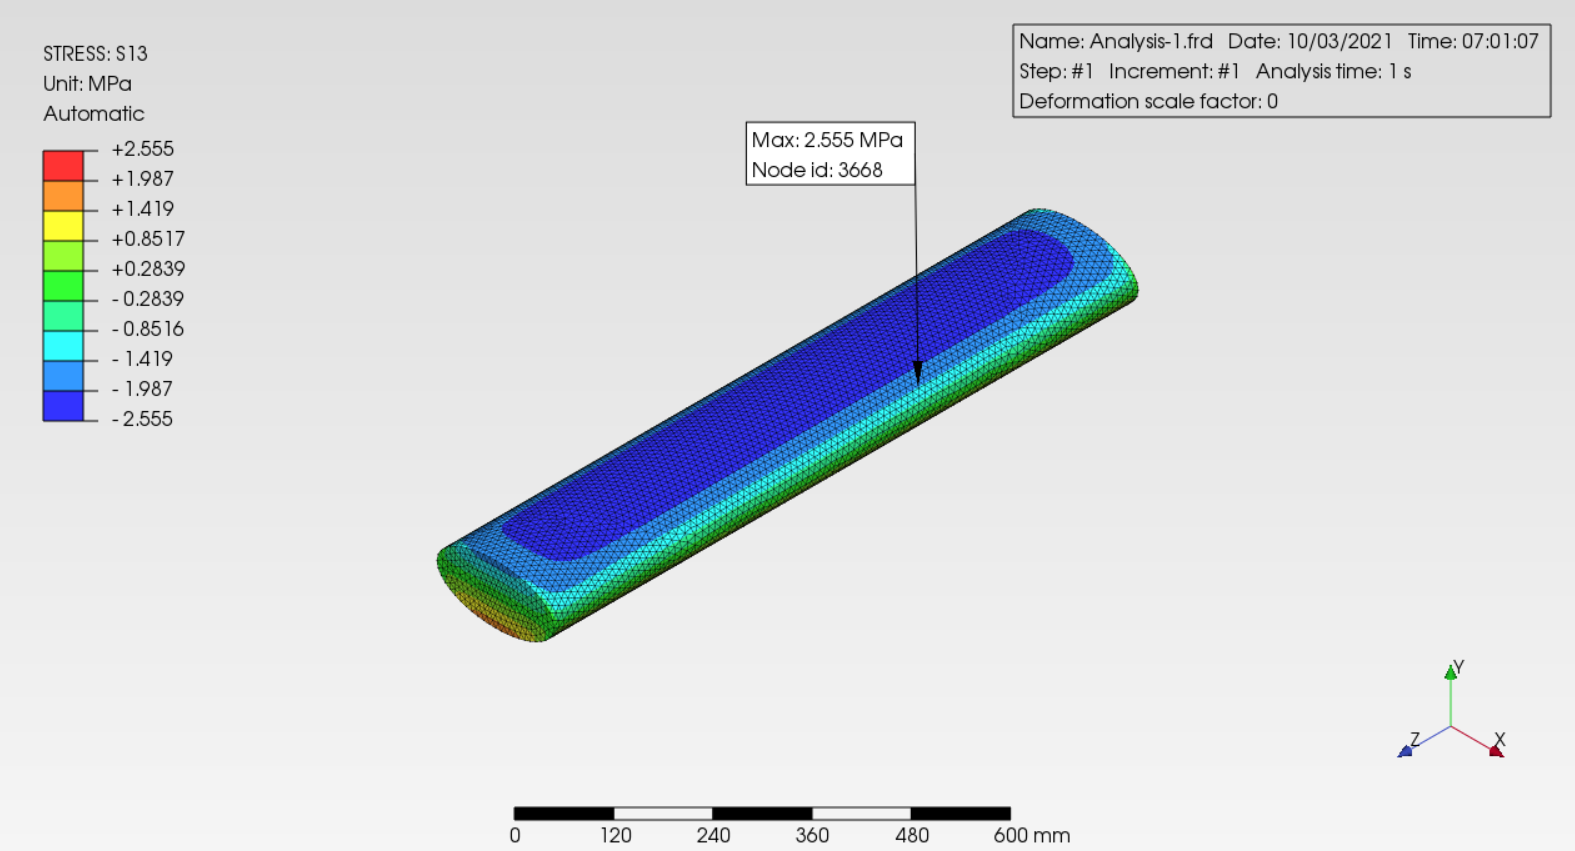 STRESS: S13
Unit: MPa
Automatic
+2.555
+1.987
+1.419
+0.8517
+0.2839
-0.2839
-0.8516
-1.419
-1.987
-2.555
Name: Analysis-1.frd Date: 10/03/2021 Time: 07:01:07
Step: #1 Increment: #1 Analysis time: 1 s
Deformation scale factor: 0
Max: 2.555 MPa
Node id: 3668
Y
Z X
0 120 240 360 480 600 mm